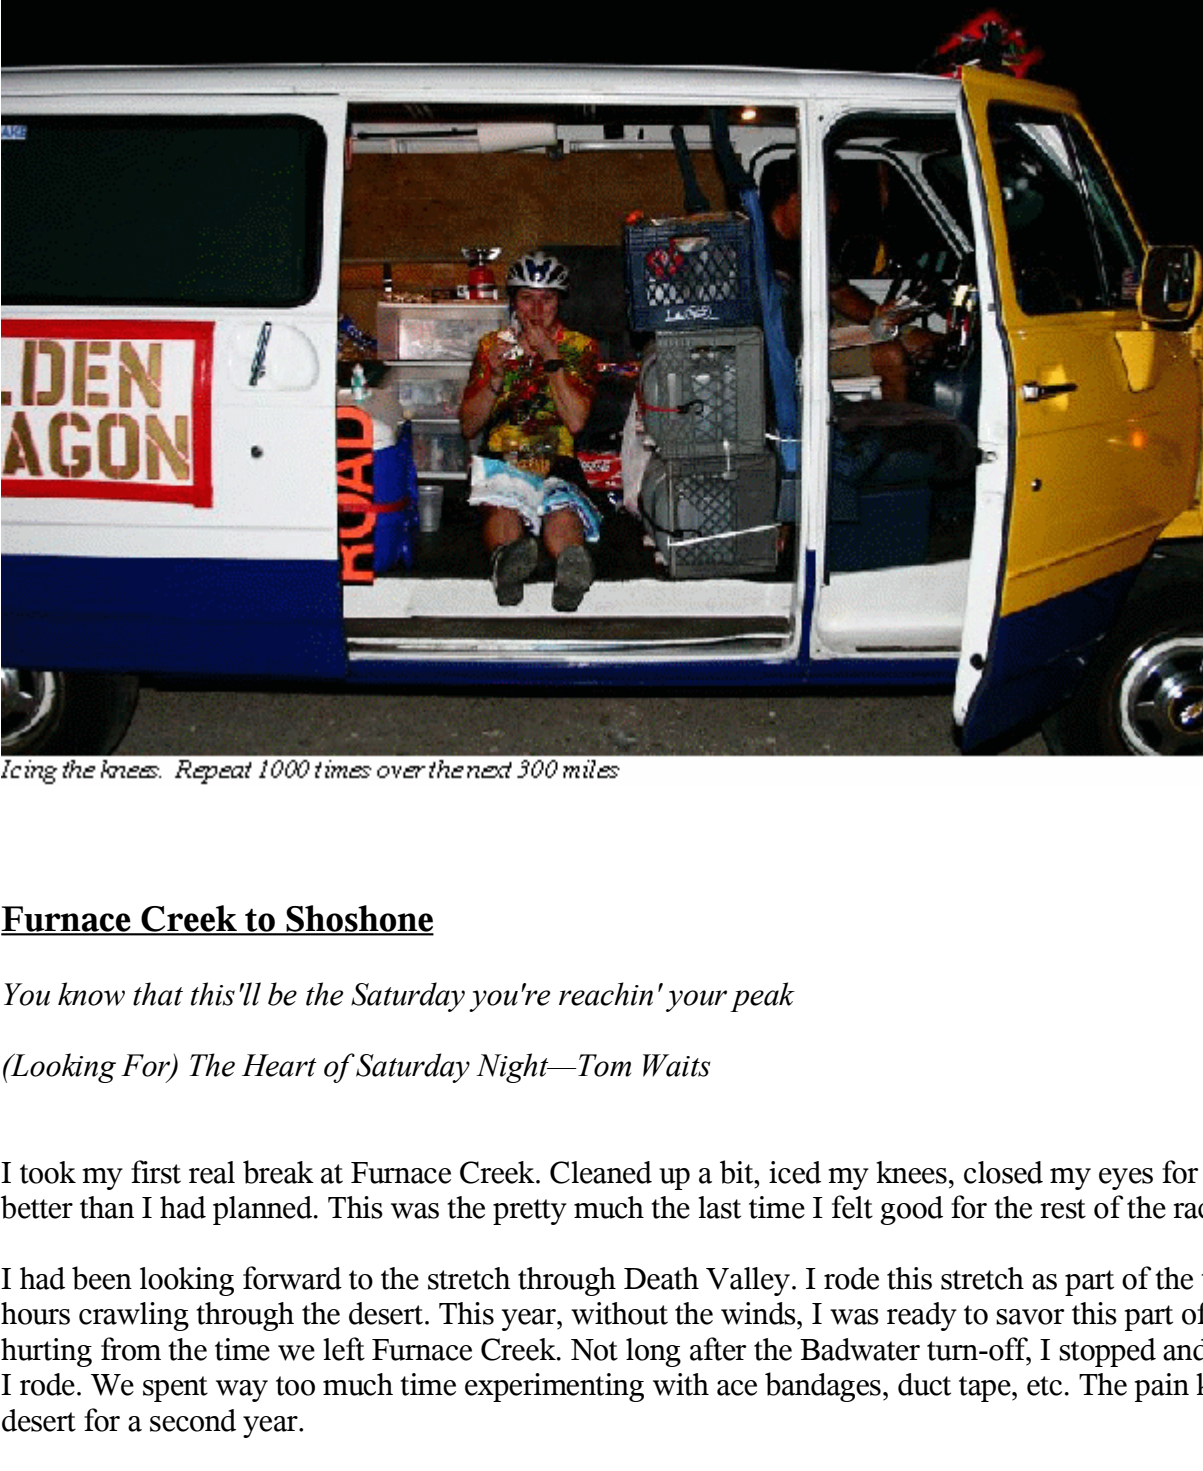 LDEN
AGON
ROAD
Icing the knees.  Repeat 1000 times over the next 300 miles
Furnace Creek to Shoshone
You know that this'll be the Saturday you're reachin' your peak
(Looking For) The Heart of Saturday Night—Tom Waits
I took my first real break at Furnace Creek. Cleaned up a bit, iced my knees, closed my eyes for
better than I had planned. This was the pretty much the last time I felt good for the rest of the rac
I had been looking forward to the stretch through Death Valley. I rode this stretch as part of the
hours crawling through the desert. This year, without the winds, I was ready to savor this part of
hurting from the time we left Furnace Creek. Not long after the Badwater turn-off, I stopped and
I rode. We spent way too much time experimenting with ace bandages, duct tape, etc. The pain
desert for a second year.